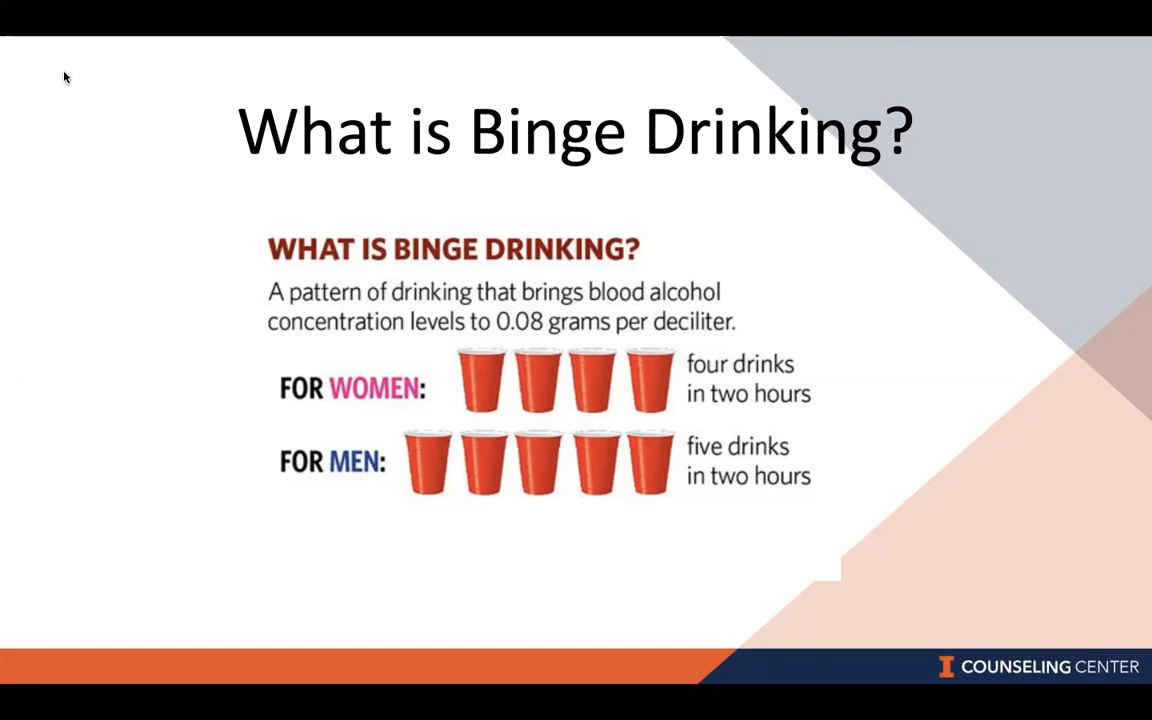 What is Binge Drinking?
WHAT IS BINGE DRINKING?
A pattern of drinking that brings blood alcohol
concentration levels to 0.08 grams per deciliter.
FOR WOMEN:
four drinks
in two hours
FOR MEN:
five drinks
in two hours
I COUNSELING CENTER